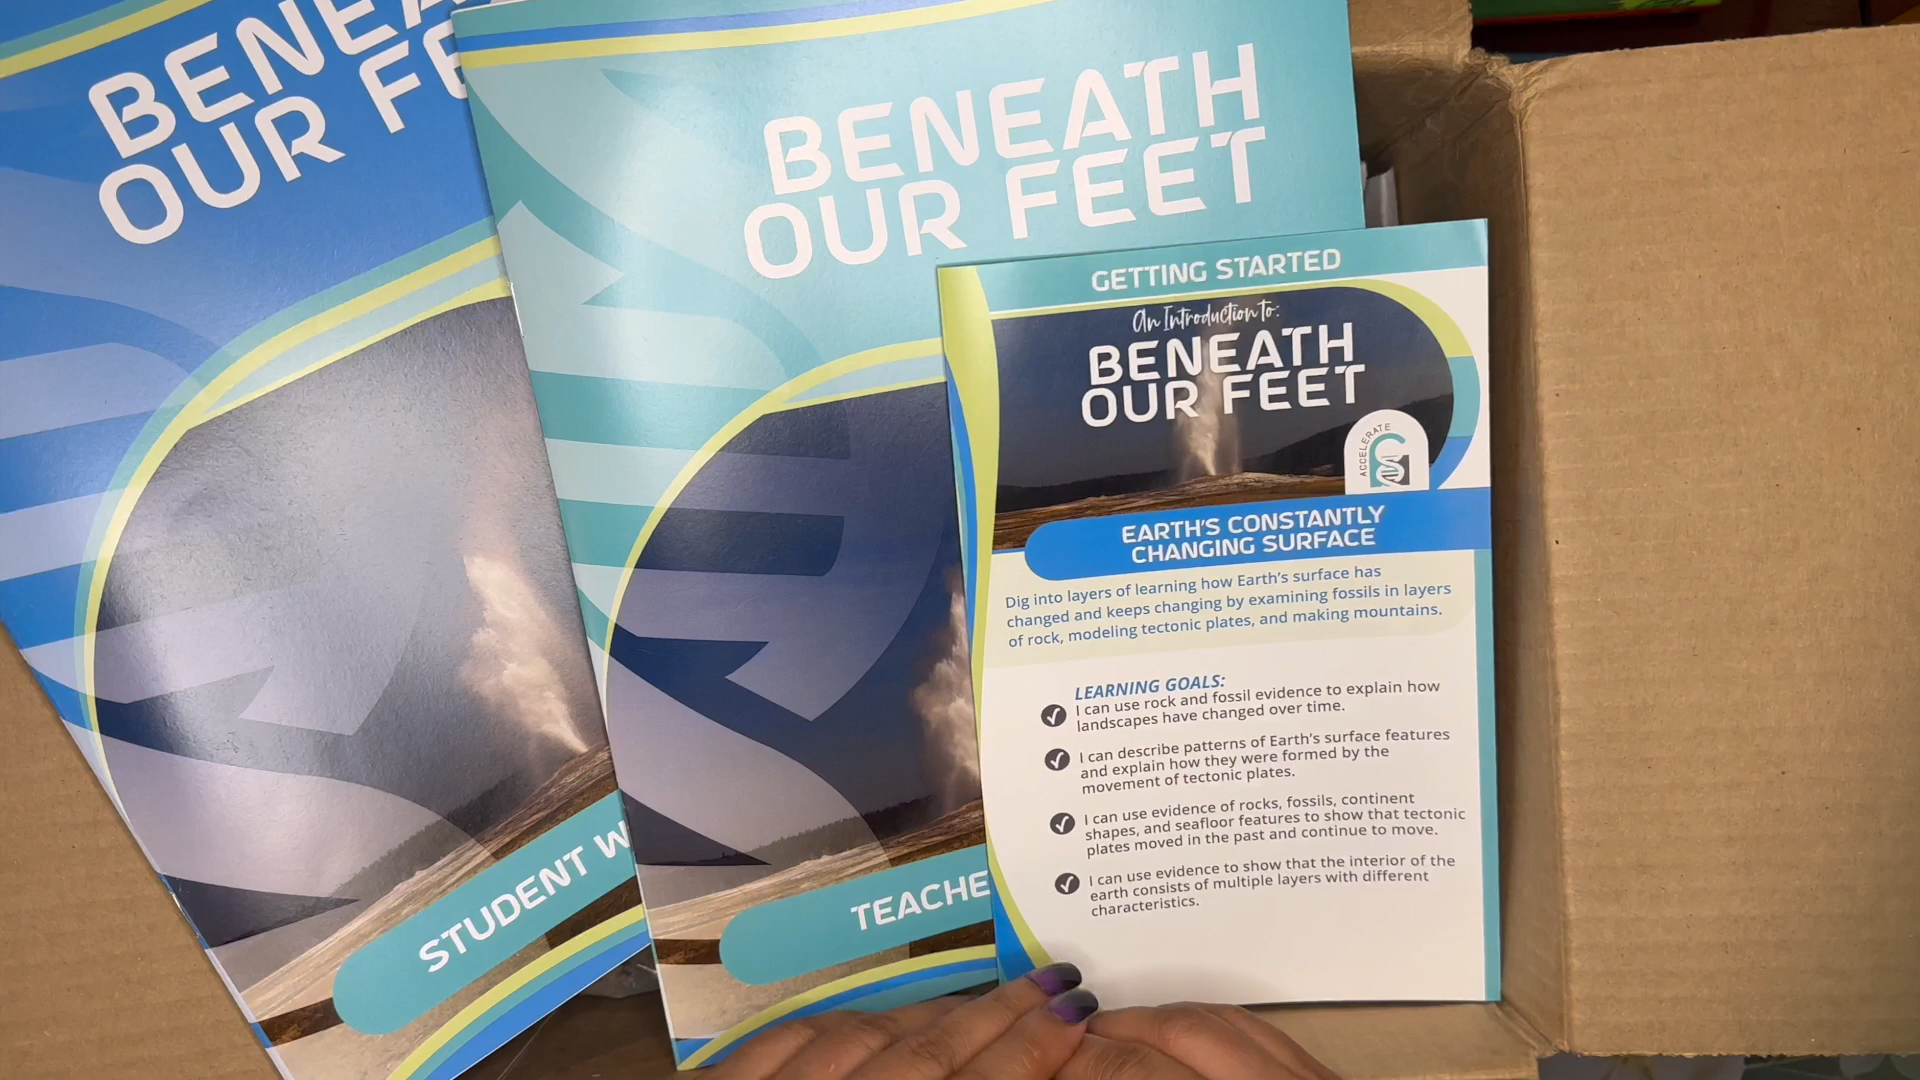 BENEA
OUR FE
STUDENT W
BENEATH
OUR FEET
TEACHE
GETTING STARTED
An Introduction to:
BENEATH
OUR FEET
ACCELERATE
EARTH'S CONSTANTLY
CHANGING SURFACE
Dig into layers of learning how Earth's surface has
changed and keeps changing by examining fossils in layers
of rock, modeling tectonic plates, and making mountains.
LEARNING GOALS:
I can use rock and fossil evidence to explain how
landscapes have changed over time.
I can describe patterns of Earth's surface features
and explain how they were formed by the
movement of tectonic plates.
I can use evidence of rocks, fossils, continent
shapes, and seafloor features to show that tectonic
plates moved in the past and continue to move.
I can use evidence to show that the interior of the
earth consists of multiple layers with different
characteristics.